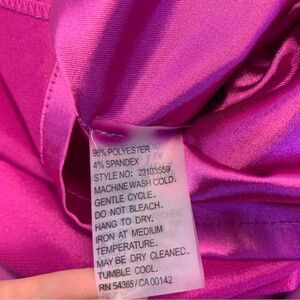 96% POLYESTER
4% SPANDEX
STYLE NO: 23103559
MACHINE WASH COLD.
GENTLE CYCLE.
DO NOT BLEACH.
HANG TO DRY.
IRON AT MEDIUM
TEMPERATURE.
MAY BE DRY CLEANED.
TUMBLE COOL.
RN 54365/CA 00142